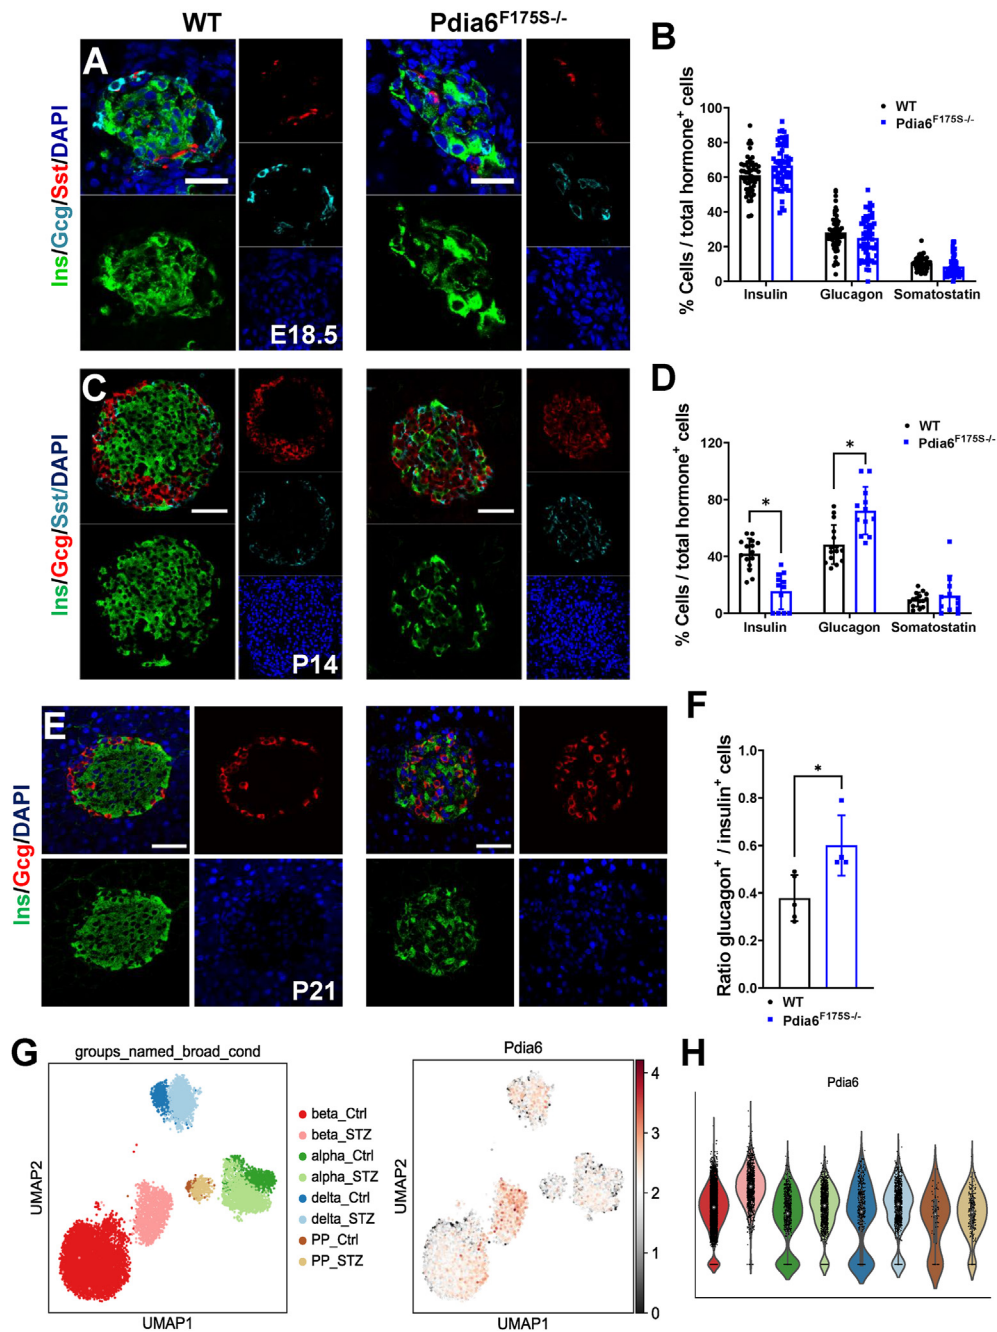 WT
Pdia6F175S-/-
A
Ins/Gcg/Sst/DAPI
E18.5
B
% Cells / total hormone+ cells
100
80
60
40
20
0
WT
Pdia6F175S-/-
Insulin
Glucagon
Somatostatin
C
Ins/Gcg/Sst/DAPI
P14
D
% Cells / total hormone+ cells
120
80
40
0
WT
Pdia6F175S-/-
*
*
Insulin
Glucagon
Somatostatin
E
Ins/Gcg/DAPI
P21
F
Ratio glucagon+ / insulin+ cells
1.0
0.8
0.6
0.4
0.2
0.0
*
WT
Pdia6F175S-/-
G
groups_named_broad_cond
UMAP2
UMAP1
beta_Ctrl
beta_STZ
alpha_Ctrl
alpha_STZ
delta_Ctrl
delta_STZ
PP_Ctrl
PP_STZ
Pdia6
UMAP2
UMAP1
4
3
2
1
0
H
Pdia6